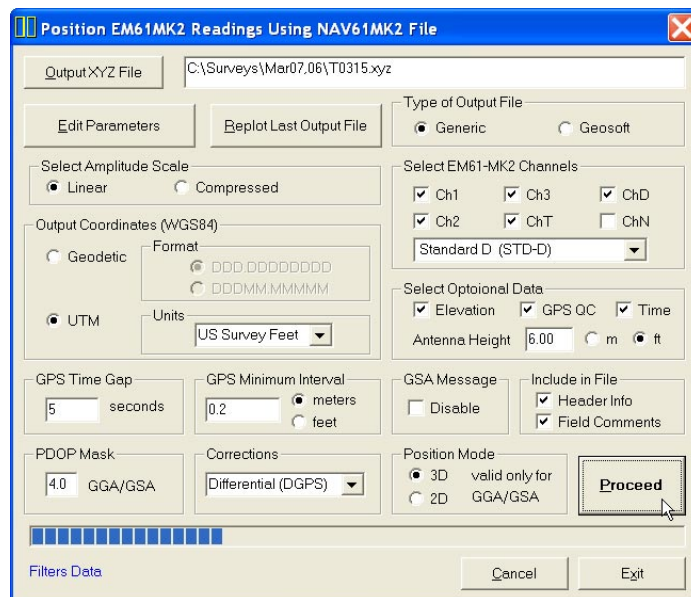 Position EM61MK2 Readings Using NAV61MK2 File
Output XYZ File
C:\Surveys\Mar07,06\T0315.xyz
Edit Parameters
Replot Last Output File
Type of Output File
Generic
Geosoft
Select Amplitude Scale
Linear
Compressed
Select EM61-MK2 Channels
Ch1
Ch3
ChD
Ch2
ChT
ChN
Standard D (STD-D)
Output Coordinates (WGS84)
Geodetic
Format
DDD.DDDDDDDD
DDDMM.MMMMM
UTM
Units
US Survey Feet
Select Optoional Data
Elevation
GPS QC
Time
Antenna Height
6.00
m
ft
GPS Time Gap
5
seconds
GPS Minimum Interval
0.2
meters
feet
GSA Message
Disable
Include in File
Header Info
Field Comments
PDOP Mask
4.0
GGA/GSA
Corrections
Differential (DGPS)
Position Mode
3D
2D
valid only for
GGA/GSA
Proceed
Filters Data
Cancel
Exit